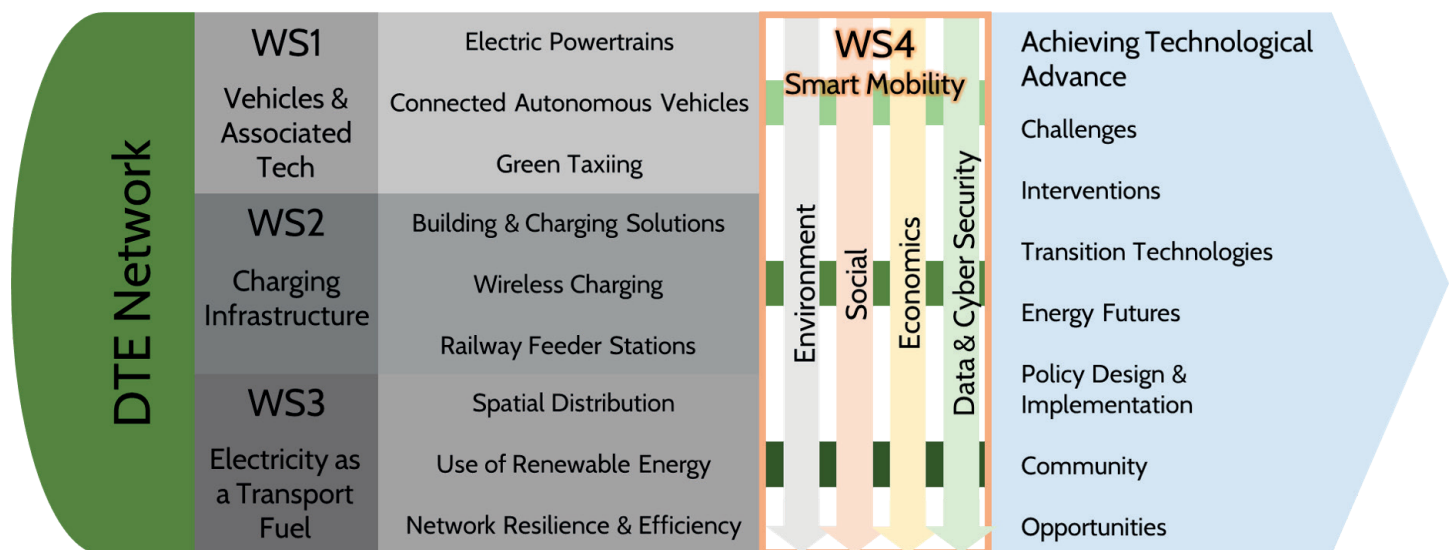 DTE Network
WS1
Vehicles &
Associated
Tech
Electric Powertrains
Connected Autonomous Vehicles
Green Taxiing
WS2
Charging
Infrastructure
Building & Charging Solutions
Wireless Charging
Railway Feeder Stations
WS3
Electricity as
a Transport
Fuel
Spatial Distribution
Use of Renewable Energy
Network Resilience & Efficiency
WS4
Smart Mobility
Environment
Social
Economics
Data & Cyber Security
Achieving Technological
Advance
Challenges
Interventions
Transition Technologies
Energy Futures
Policy Design &
Implementation
Community
Opportunities